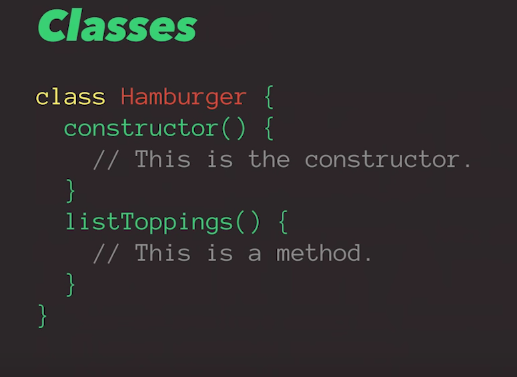 Classes
class Hamburger {
  constructor() {
    // This is the constructor.
  }
  listToppings() {
    // This is a method.
  }
}